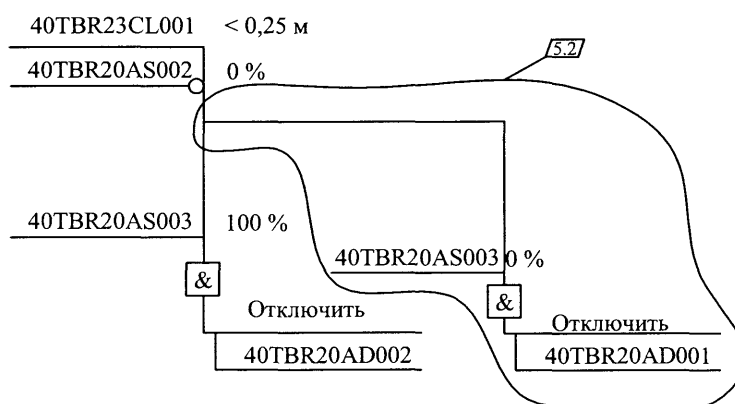 40TBR23CL001 < 0,25 м
5.2
40TBR20AS002 0 %
40TBR20AS003 100 %
40TBR20AS003 0 %
&
&
Отключить
Отключить
40TBR20AD002
40TBR20AD001